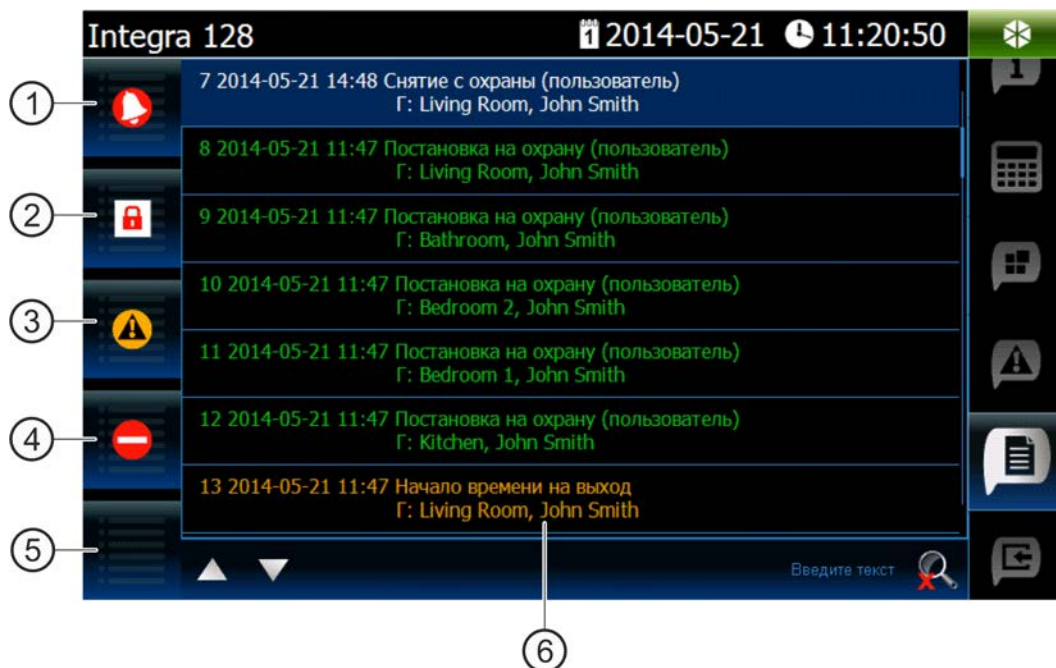 Integra 128
1 2014-05-21 11:20:50
1
7 2014-05-21 14:48 Снятие с охраны (пользователь)
Г: Living Room, John Smith
8 2014-05-21 11:47 Постановка на охрану (пользователь)
Г: Living Room, John Smith
9 2014-05-21 11:47 Постановка на охрану (пользователь)
Г: Bathroom, John Smith
10 2014-05-21 11:47 Постановка на охрану (пользователь)
Г: Bedroom 2, John Smith
11 2014-05-21 11:47 Постановка на охрану (пользователь)
Г: Bedroom 1, John Smith
12 2014-05-21 11:47 Постановка на охрану (пользователь)
Г: Kitchen, John Smith
13 2014-05-21 11:47 Начало времени на выход
Г: Living Room, John Smith
Введите текст
1
2
3
4
5
6